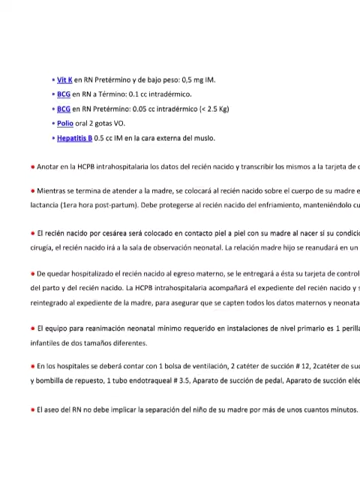 • Vit K en RN Pretérmino y de bajo peso: 0,5 mg IM.
• BCG en RN a Término: 0.1 cc intradérmico.
• BCG en RN Pretérmino: 0.05 cc intradérmico (< 2.5 Kg)
• Polio oral 2 gotas VO.
• Hepatitis B 0.5 cc IM en la cara externa del muslo.
● Anotar en la HCPB intrahospitalaria los datos del recién nacido y transcribir los mismos a la tarjeta de
● Mientras se termina de atender a la madre, se colocará al recién nacido sobre el cuerpo de su madre
lactancia (1era hora post-partum). Debe protegerse al recién nacido del enfriamiento, manteniéndolo
● El recién nacido por cesárea será colocado en contacto piel a piel con su madre al nacer si su
cirugía, el recién nacido irá a la sala de observación neonatal. La relación madre hijo se reanudará en un
● De quedar hospitalizado el recién nacido al egreso materno, se le entregará a ésta su tarjeta de control
del parto y del recién nacido. La HCPB intrahospitalaria acompañará el expediente del recién nacido y
reintegrado al expediente de la madre, para asegurar que se capten todos los datos maternos y
● El equipo para reanimación neonatal mínimo requerido en instalaciones de nivel primario es 1
infantiles de dos tamaños diferentes.
● En los hospitales se deberá contar con 1 bolsa de ventilación, 2 catéter de succión # 12, 2catéter de
y bombilla de repuesto, 1 tubo endotraqueal # 3.5, Aparato de succión de pedal, Aparato de succión
● El aseo del RN no debe implicar la separación del niño de su madre por más de unos cuantos minutos.